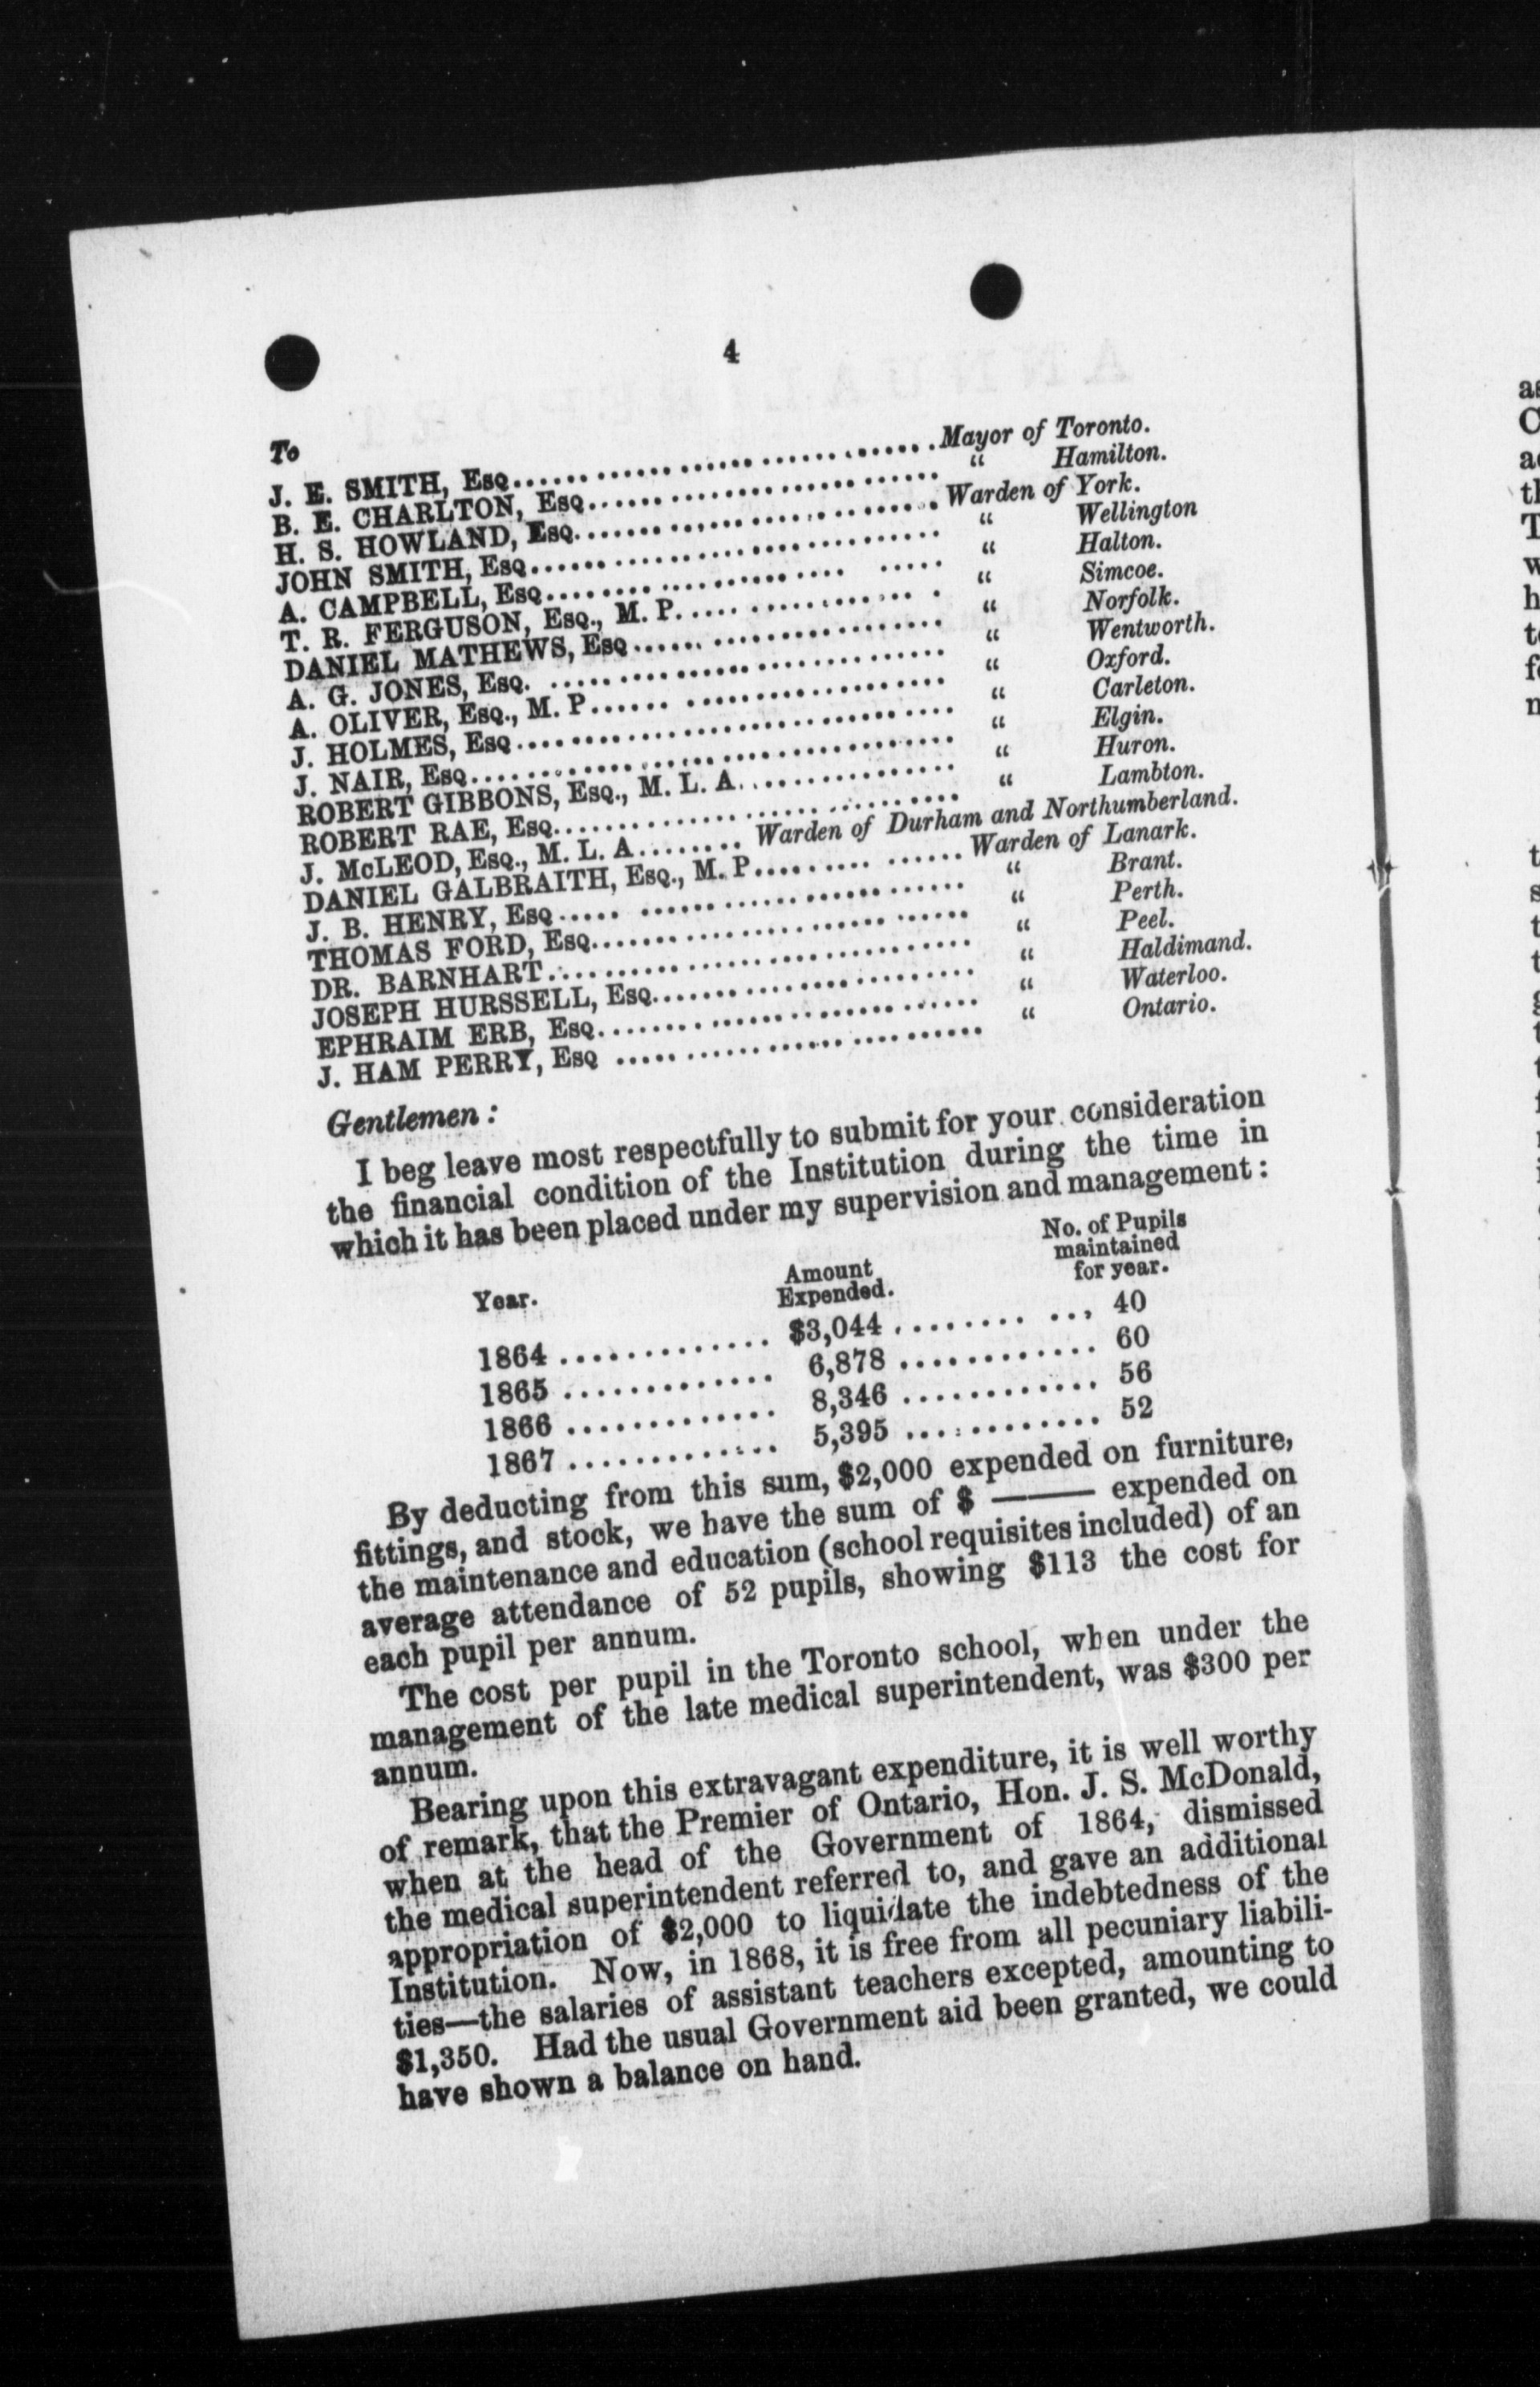 4
To
J. E. SMITH, Esq.......................................Mayor of Toronto.
B. E. CHARLTON, Esq................................ “ Hamilton.
H. S. HOWLAND, Esq.................................Warden of York.
JOHN SMITH, Esq.................................... “ Wellington
A. CAMPBELL, Esq................................... “ Halton.
T. R. FERGUSON, Esq., M. P......................... “ Simcoe.
DANIEL MATHEWS, Esq................................ “ Norfolk.
A. G. JONES, Esq. ................................. “ Wentworth.
A. OLIVER, Esq., M. P.............................. “ Oxford.
J. HOLMES, Esq..................................... “ Carleton.
J. NAIR, Esq....................................... “ Elgin.
ROBERT GIBBONS, Esq., M. L. A...................... “ Huron.
ROBERT RAE, Esq.................................... “ Lambton.
J. McLEOD, Esq., M. L. A........ Warden of Durham and Northumberland.
DANIEL GALBRAITH, Esq., M. P................Warden of Lanark.
J. B. HENRY, Esq................................... “ Brant.
THOMAS FORD, Esq................................... “ Perth.
DR. BARNHART....................................... “ Peel.
JOSEPH HURSSELL, Esq............................... “ Haldimand.
EPHRAIM ERB, Esq................................... “ Waterloo.
J. HAM PERRY, Esq ................................. “ Ontario.
Gentlemen :
I beg leave most respectfully to submit for your consideration
the financial condition of the Institution during the time in
which it has been placed under my supervision and management :
Year. Amount Expended. No. of Pupils maintained for year.
1864 ............. $3,044 ............ 40
1865 ............. 6,878 ............ 60
1866 ............. 8,346 ............ 56
1867 ............. 5,395 ............ 52
By deducting from this sum, $2,000 expended on furniture,
fittings, and stock, we have the sum of $ ——— expended on
the maintenance and education (school requisites included) of an
average attendance of 52 pupils, showing $113 the cost for
each pupil per annum.
The cost per pupil in the Toronto school, when under the
management of the late medical superintendent, was $300 per
annum.
Bearing upon this extravagant expenditure, it is well worthy
of remark, that the Premier of Ontario, Hon. J. S. McDonald,
when at the head of the Government of 1864, dismissed
the medical superintendent referred to, and gave an additional
appropriation of $2,000 to liquidate the indebtedness of the
Institution. Now, in 1868, it is free from all pecuniary liabili-
ties—the salaries of assistant teachers excepted, amounting to
$1,350. Had the usual Government aid been granted, we could
have shown a balance on hand.